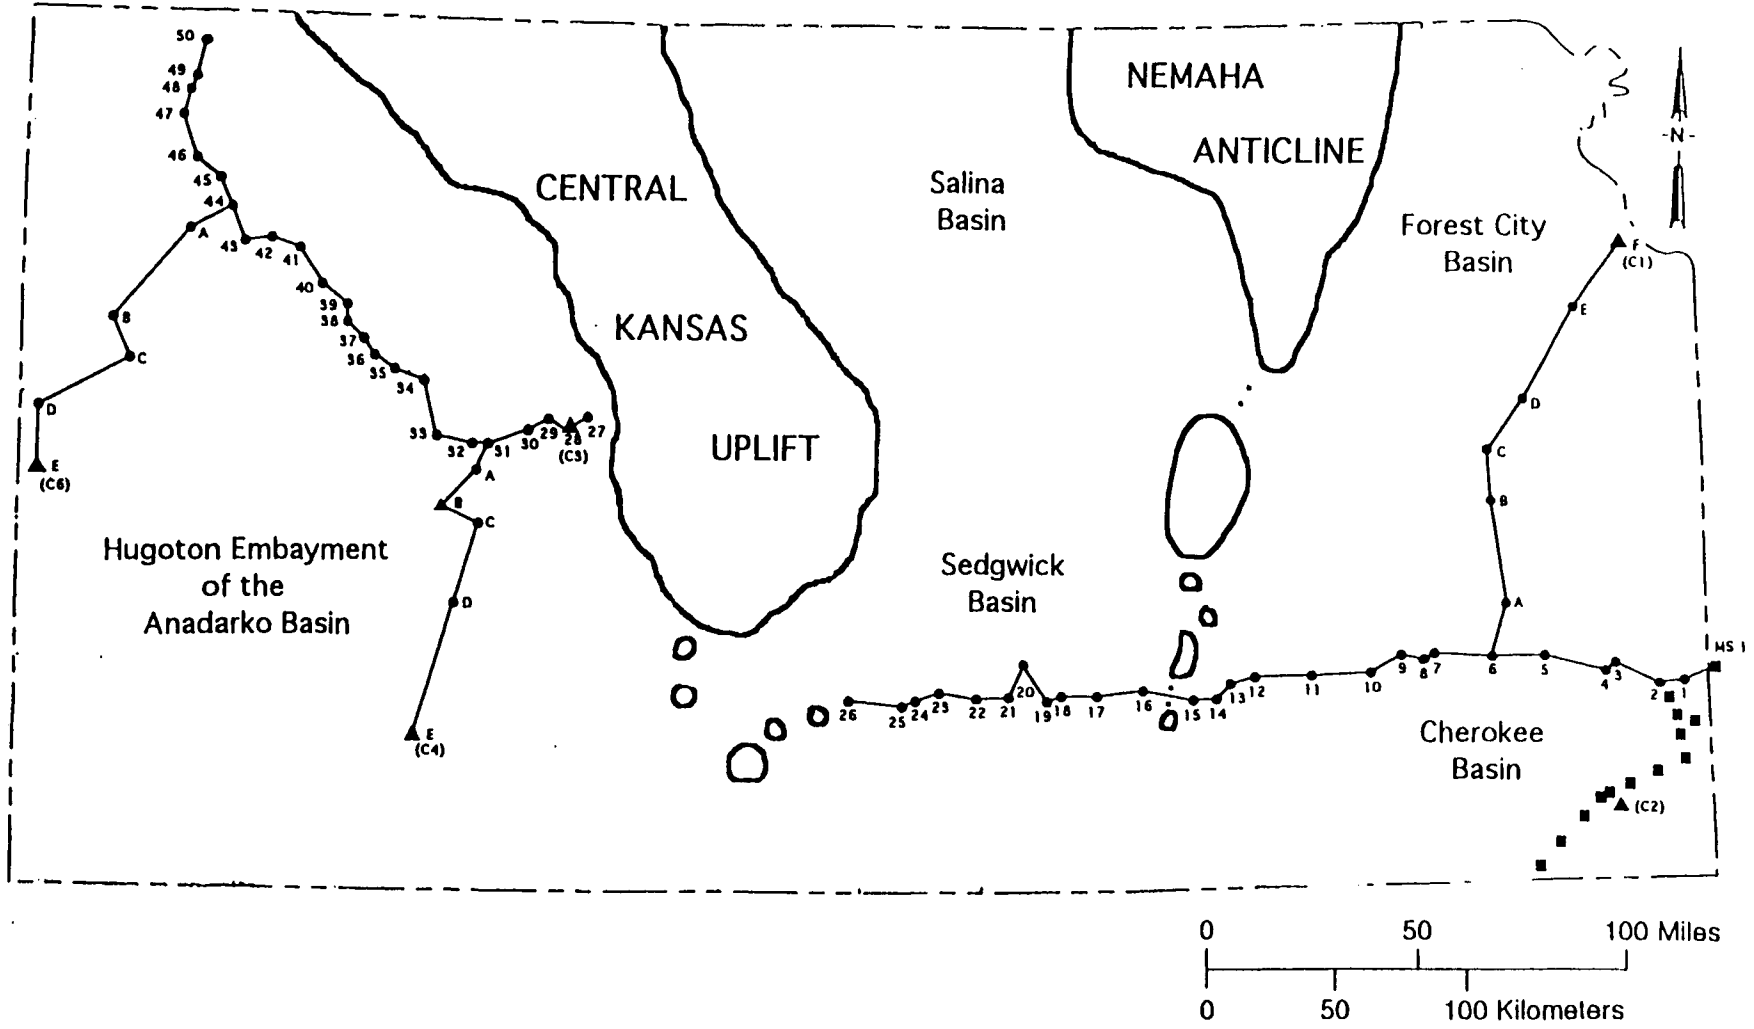 50
49
48
47
46
45
44
A
43
42
41
40
39
38
37
36
35
34
33
32
31
30
29
28
(C3)
27
B
C
D
E
(C6)
A
B
C
D
E
(C4)
CENTRAL
KANSAS
UPLIFT
NEMAHA
ANTICLINE
Salina
Basin
-N-
Forest City
Basin
F
(C1)
E
D
C
B
A
Hugoton Embayment
of the
Anadarko Basin
Sedgwick
Basin
26
25
24
23
22
21
20
19
18
17
16
15
14
13
12
11
10
9
8
7
6
5
4
3
2
1
MS 1
Cherokee
Basin
(C2)
0 50 100 Miles
0 50 100 Kilometers